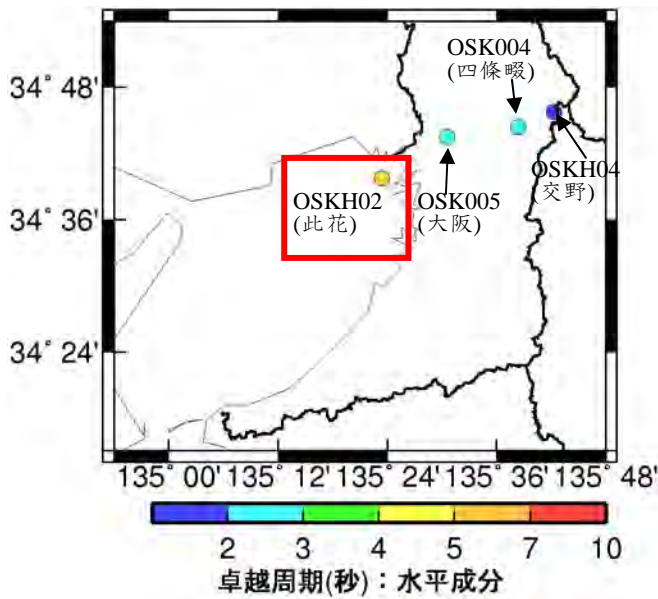 OSK004
(四條畷)
34° 48'
OSKH04
(交野)
OSKH02
(此花)
OSK005
(大阪)
34° 36'
34° 24'
135° 00' 135° 12' 135° 24' 135° 36' 135° 48'
2 3 4 5 7 10
卓越周期(秒)：水平成分